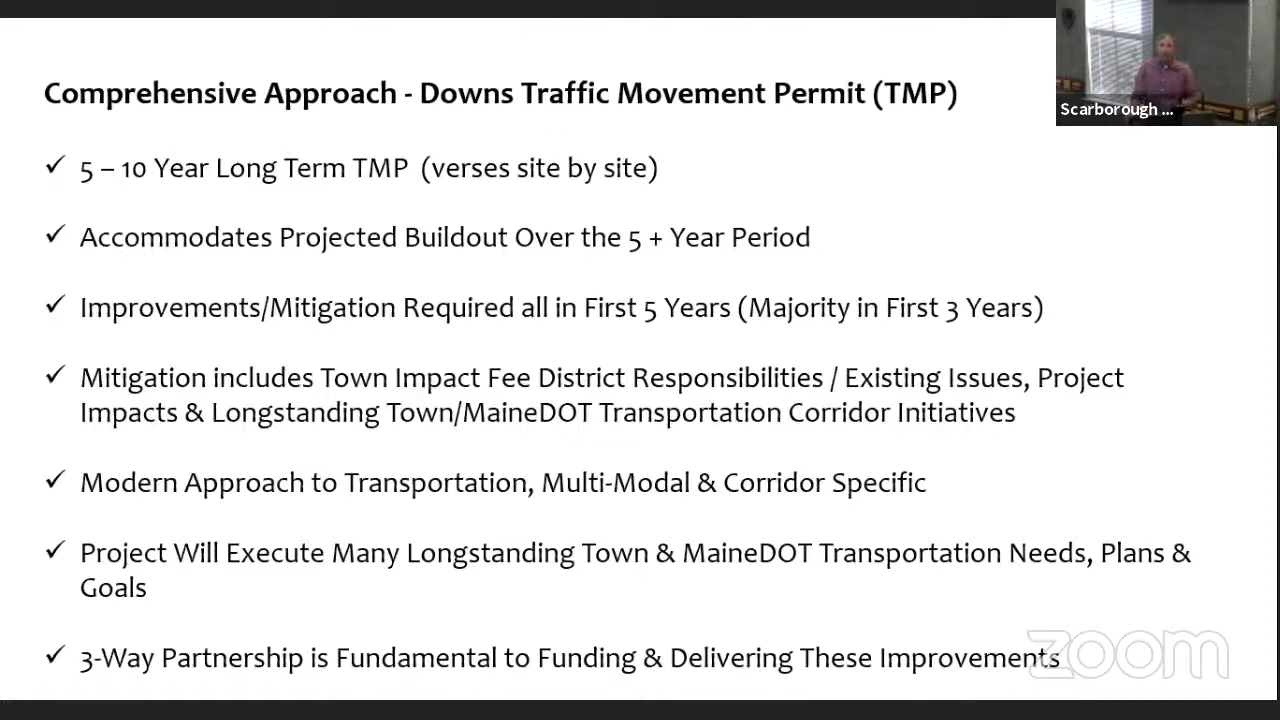 Comprehensive Approach - Downs Traffic Movement Permit (TMP)
Scarborough ...
✓ 5 – 10 Year Long Term TMP (verses site by site)
✓ Accommodates Projected Buildout Over the 5 + Year Period
✓ Improvements/Mitigation Required all in First 5 Years (Majority in First 3 Years)
✓ Mitigation includes Town Impact Fee District Responsibilities / Existing Issues, Project
Impacts & Longstanding Town/MaineDOT Transportation Corridor Initiatives
✓ Modern Approach to Transportation, Multi-Modal & Corridor Specific
✓ Project Will Execute Many Longstanding Town & MaineDOT Transportation Needs, Plans &
Goals
✓ 3-Way Partnership is Fundamental to Funding & Delivering These Improvements
zoom